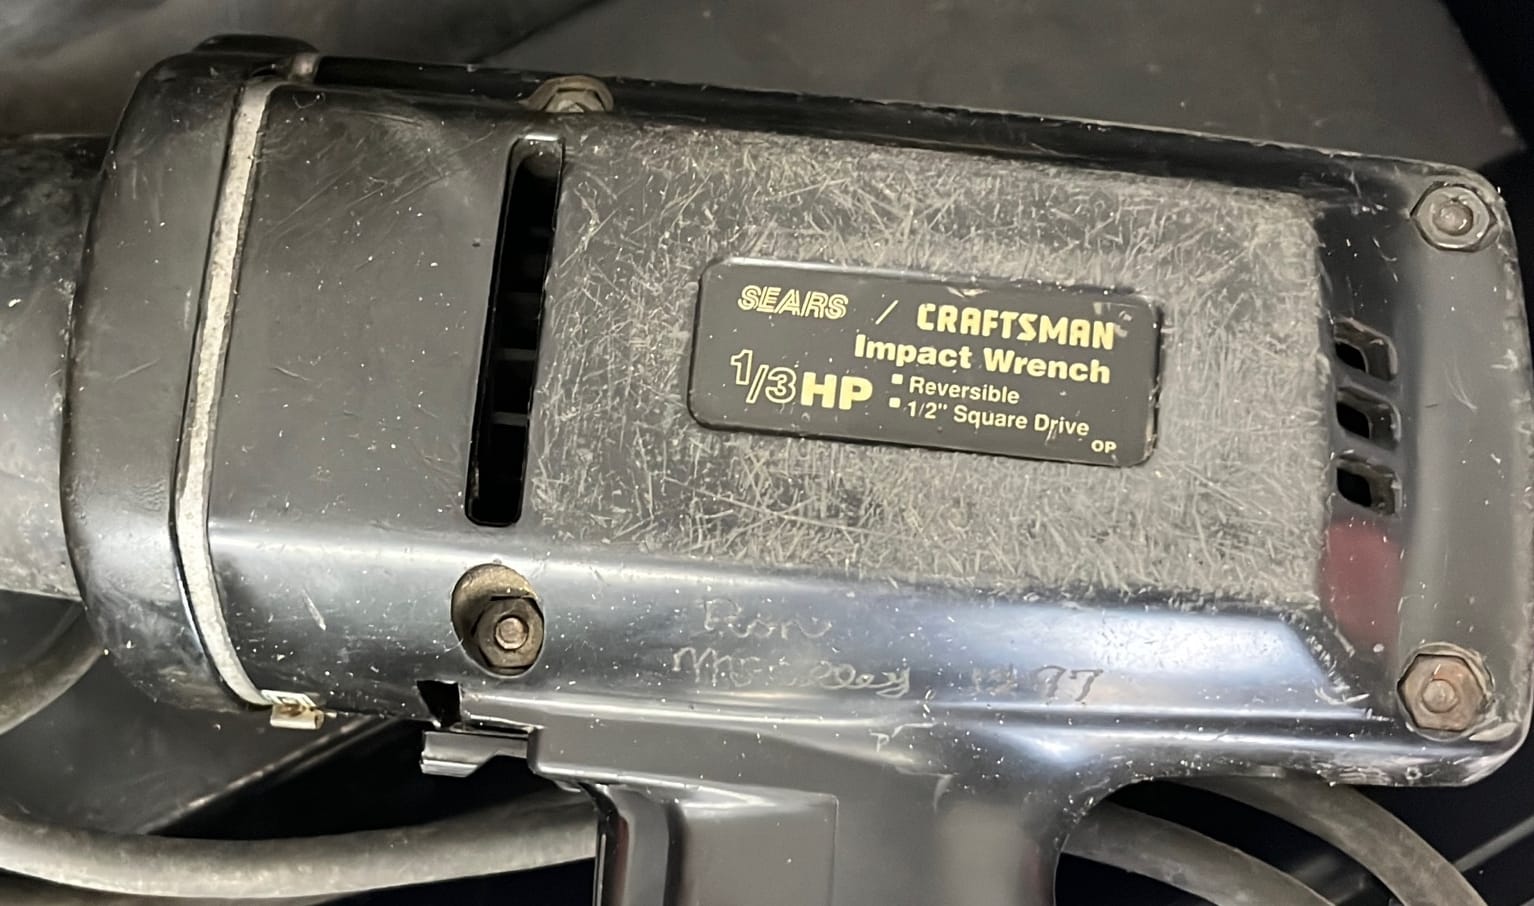 SEARS / CRAFTSMAN
Impact Wrench
1/3 HP ▪ Reversible
▪ 1/2" Square Drive
OP
Ron